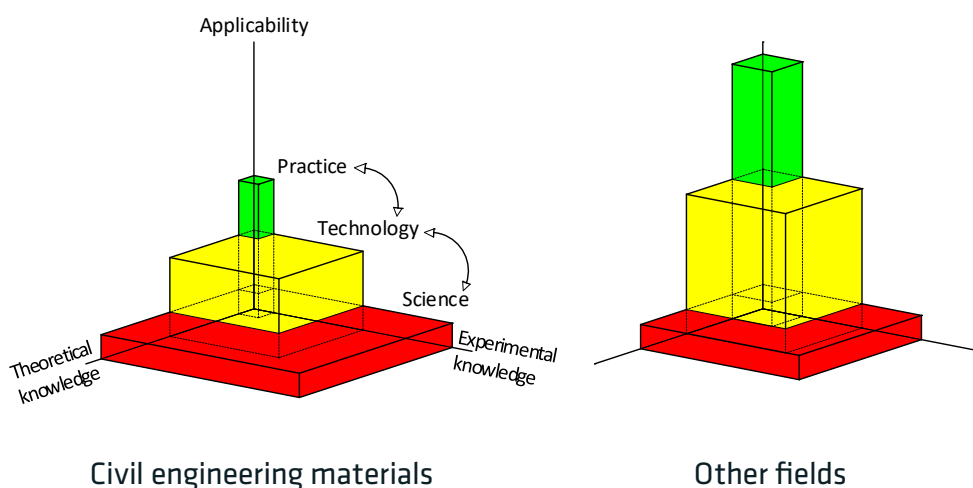 Applicability
Practice
Technology
Science
Theoretical
knowledge
Experimental
knowledge
Civil engineering materials
Other fields